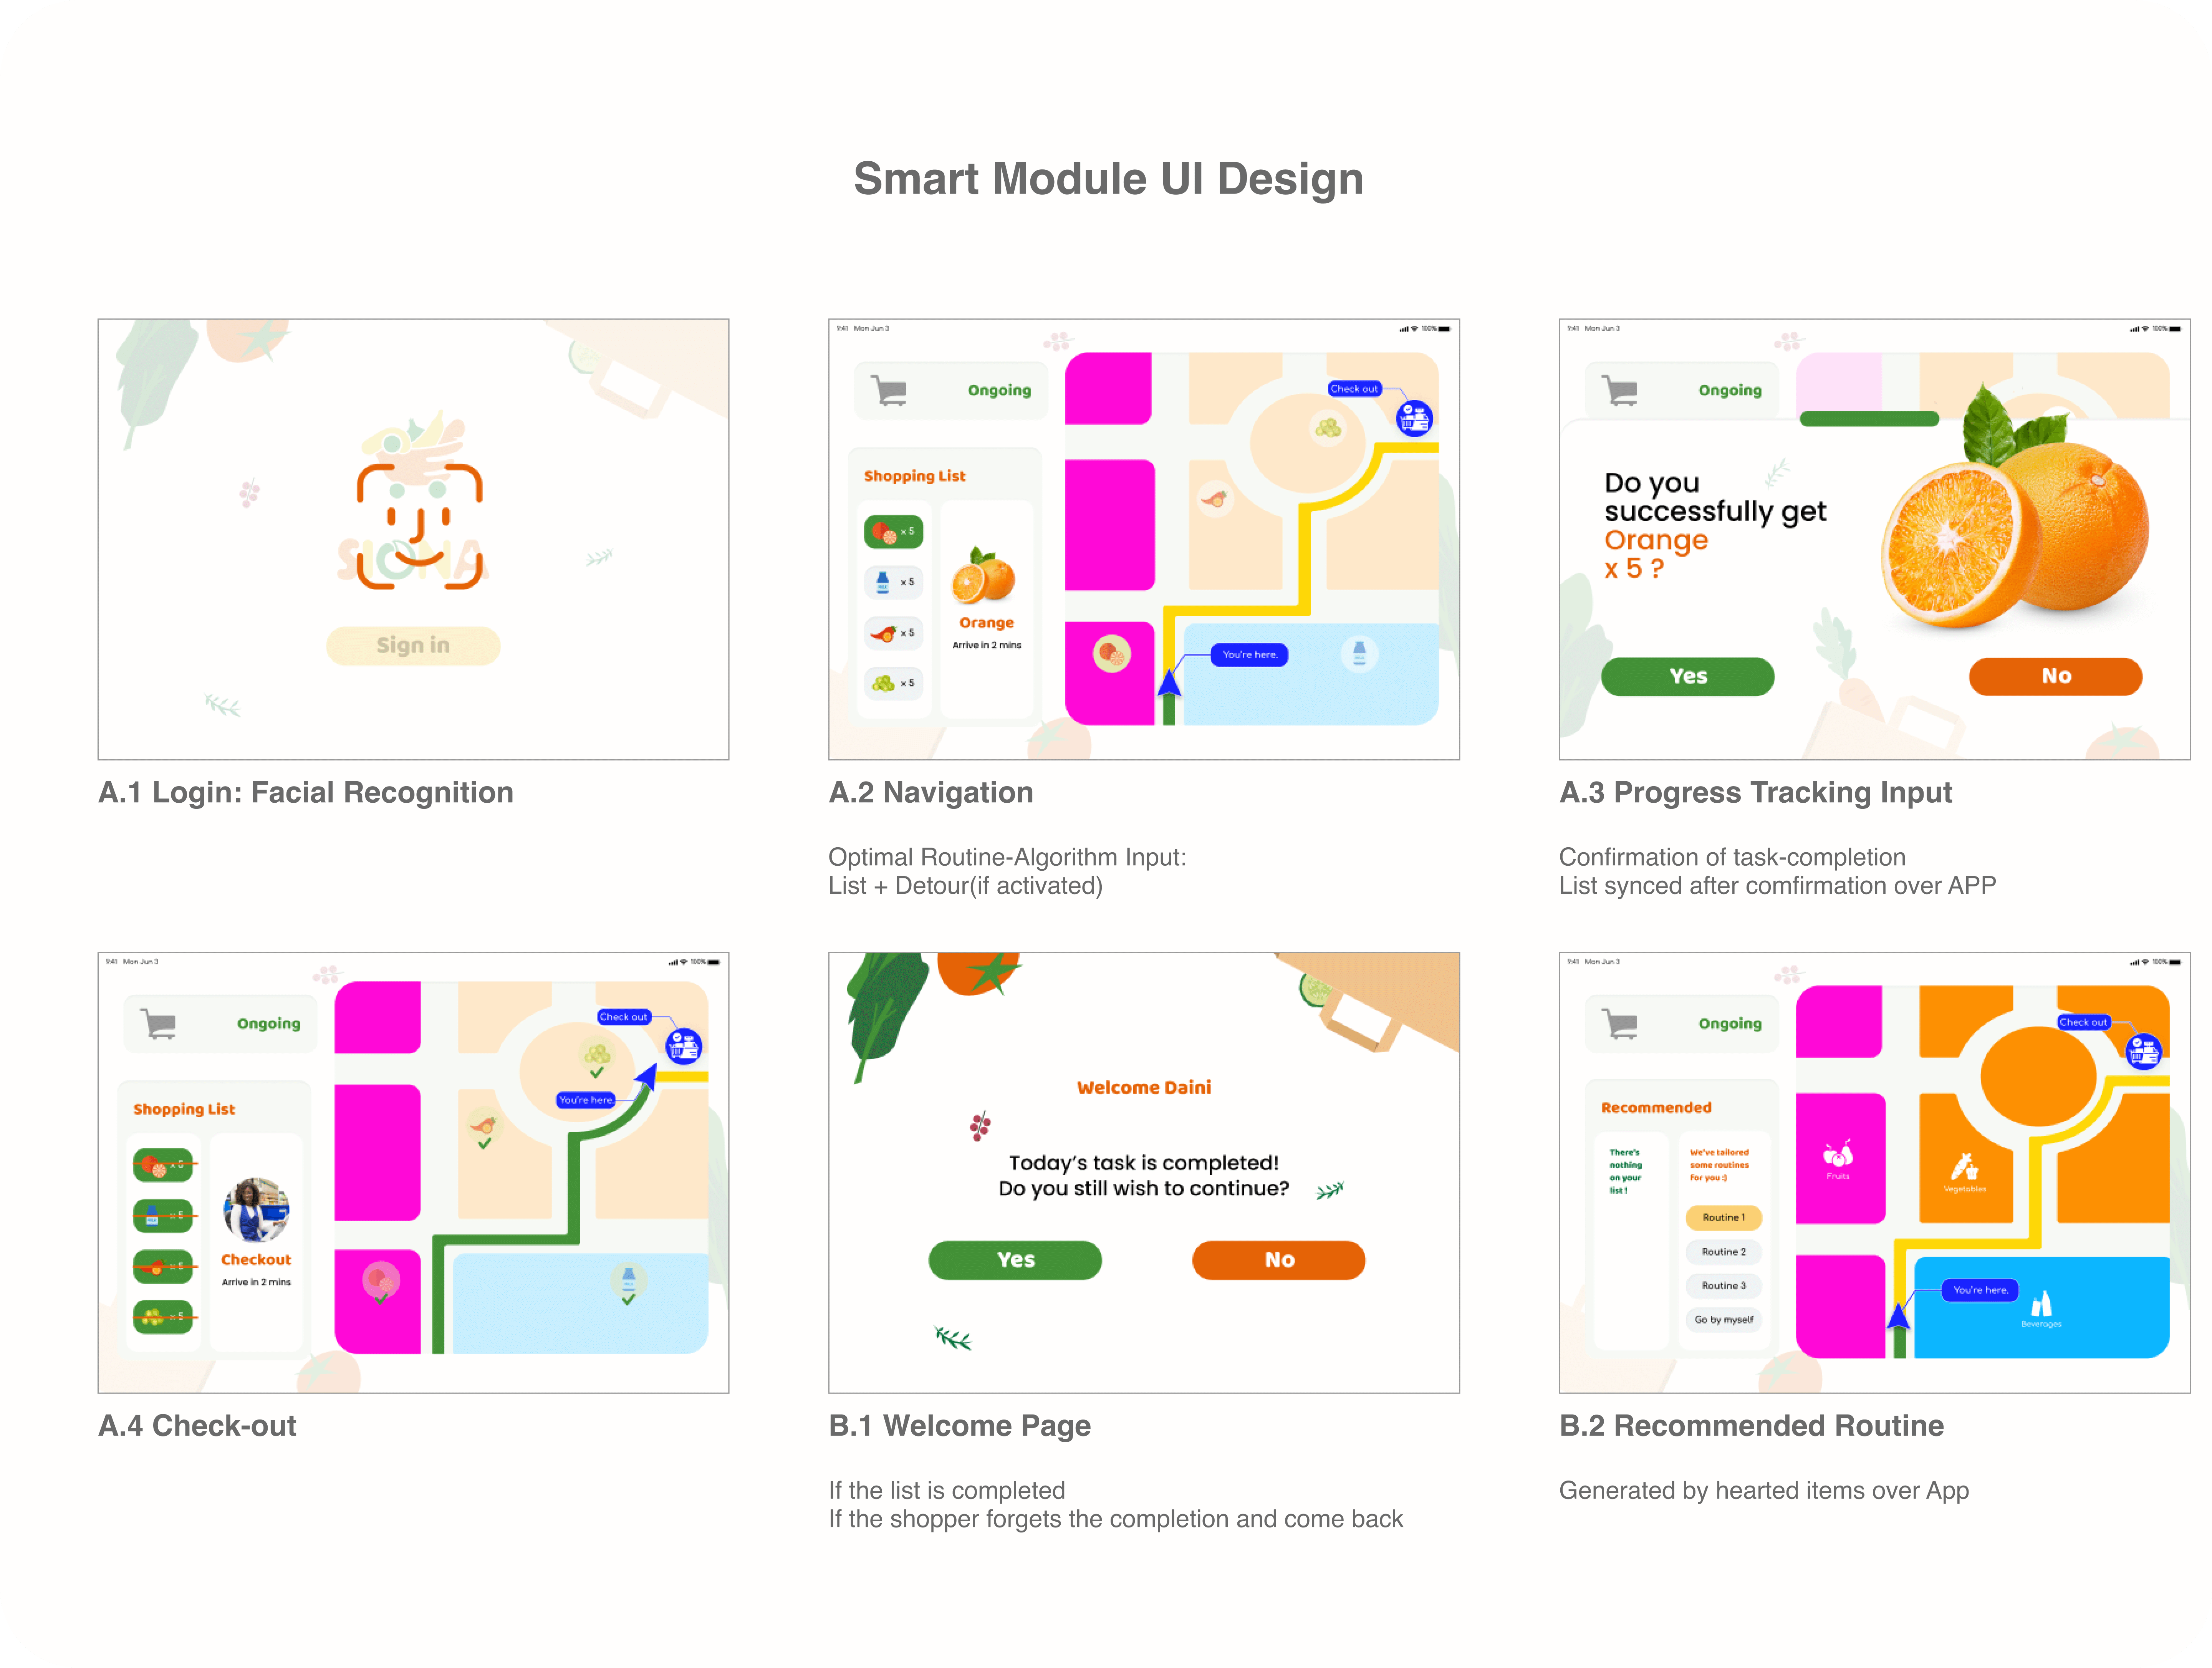 Smart Module UI Design
SIONA
Sign in
A.1 Login: Facial Recognition
9:41 Mon Jun 3
100%
Ongoing
Shopping List
x 5
x 5
x 5
x 5
Orange
Arrive in 2 mins
Check out
You're here.
A.2 Navigation
Optimal Routine-Algorithm Input:
List + Detour(if activated)
9:41 Mon Jun 3
100%
Ongoing
Do you
successfully get
Orange
x 5 ?
Yes
No
A.3 Progress Tracking Input
Confirmation of task-completion
List synced after comfirmation over APP
9:41 Mon Jun 3
100%
Ongoing
Shopping List
x 5
x 5
x 5
x 5
Checkout
Arrive in 2 mins
Check out
You're here.
A.4 Check-out
Welcome Daini
Today's task is completed!
Do you still wish to continue?
Yes
No
B.1 Welcome Page
If the list is completed
If the shopper forgets the completion and come back
9:41 Mon Jun 3
100%
Ongoing
Recommended
There's
nothing
on your
list !
We've tailored
some routines
for you :)
Routine 1
Routine 2
Routine 3
Go by myself
Check out
Fruits
Vegetables
You're here.
Beverages
B.2 Recommended Routine
Generated by hearted items over App